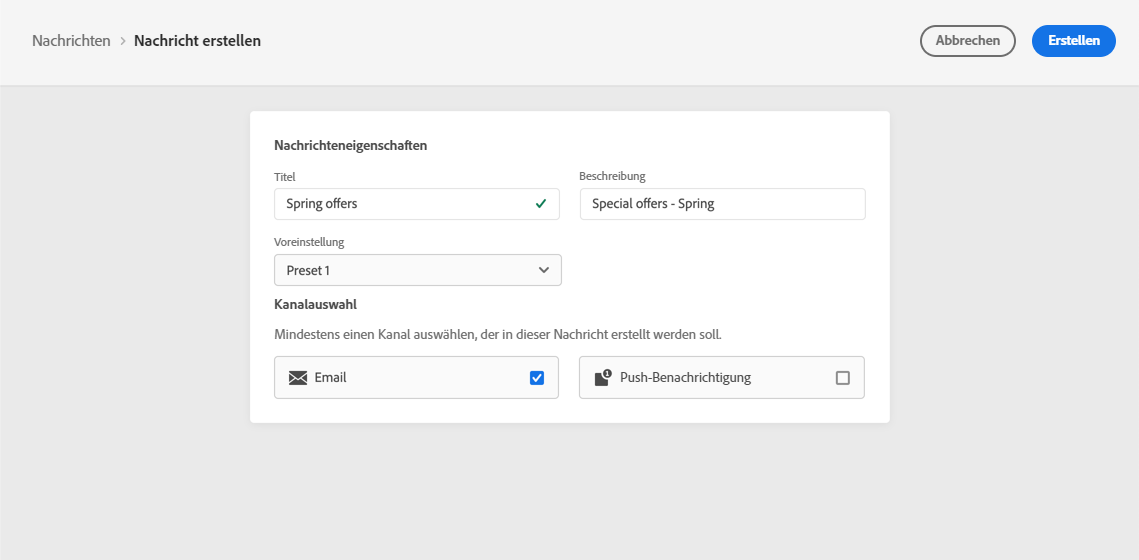 Nachrichten > Nachricht erstellen
Abbrechen
Erstellen
Nachrichteneigenschaften
Titel
Beschreibung
Spring offers
Special offers - Spring
Voreinstellung
Preset 1
Kanalauswahl
Mindestens einen Kanal auswählen, der in dieser Nachricht erstellt werden soll.
Email
1
Push-Benachrichtigung